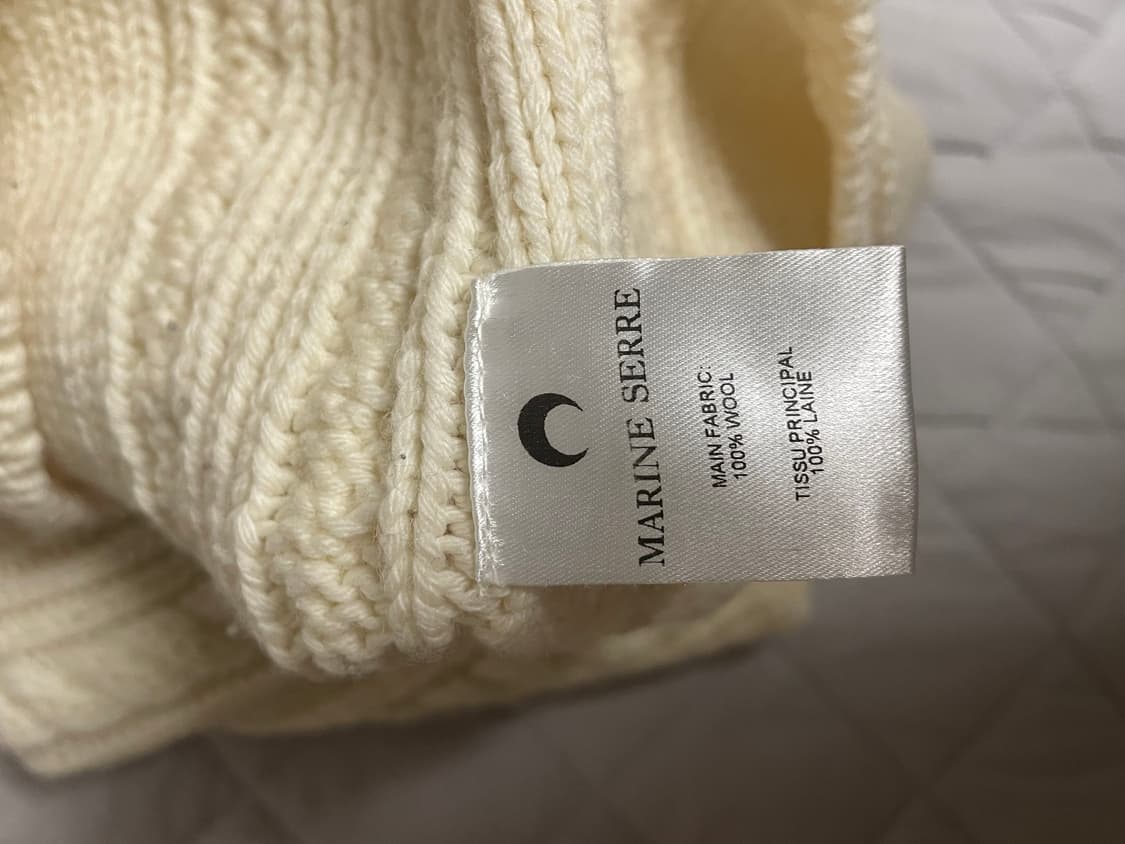 MARINE SERRE
MAIN FABRIC:
100% WOOL
TISSU PRINCIPAL
100% LAINE